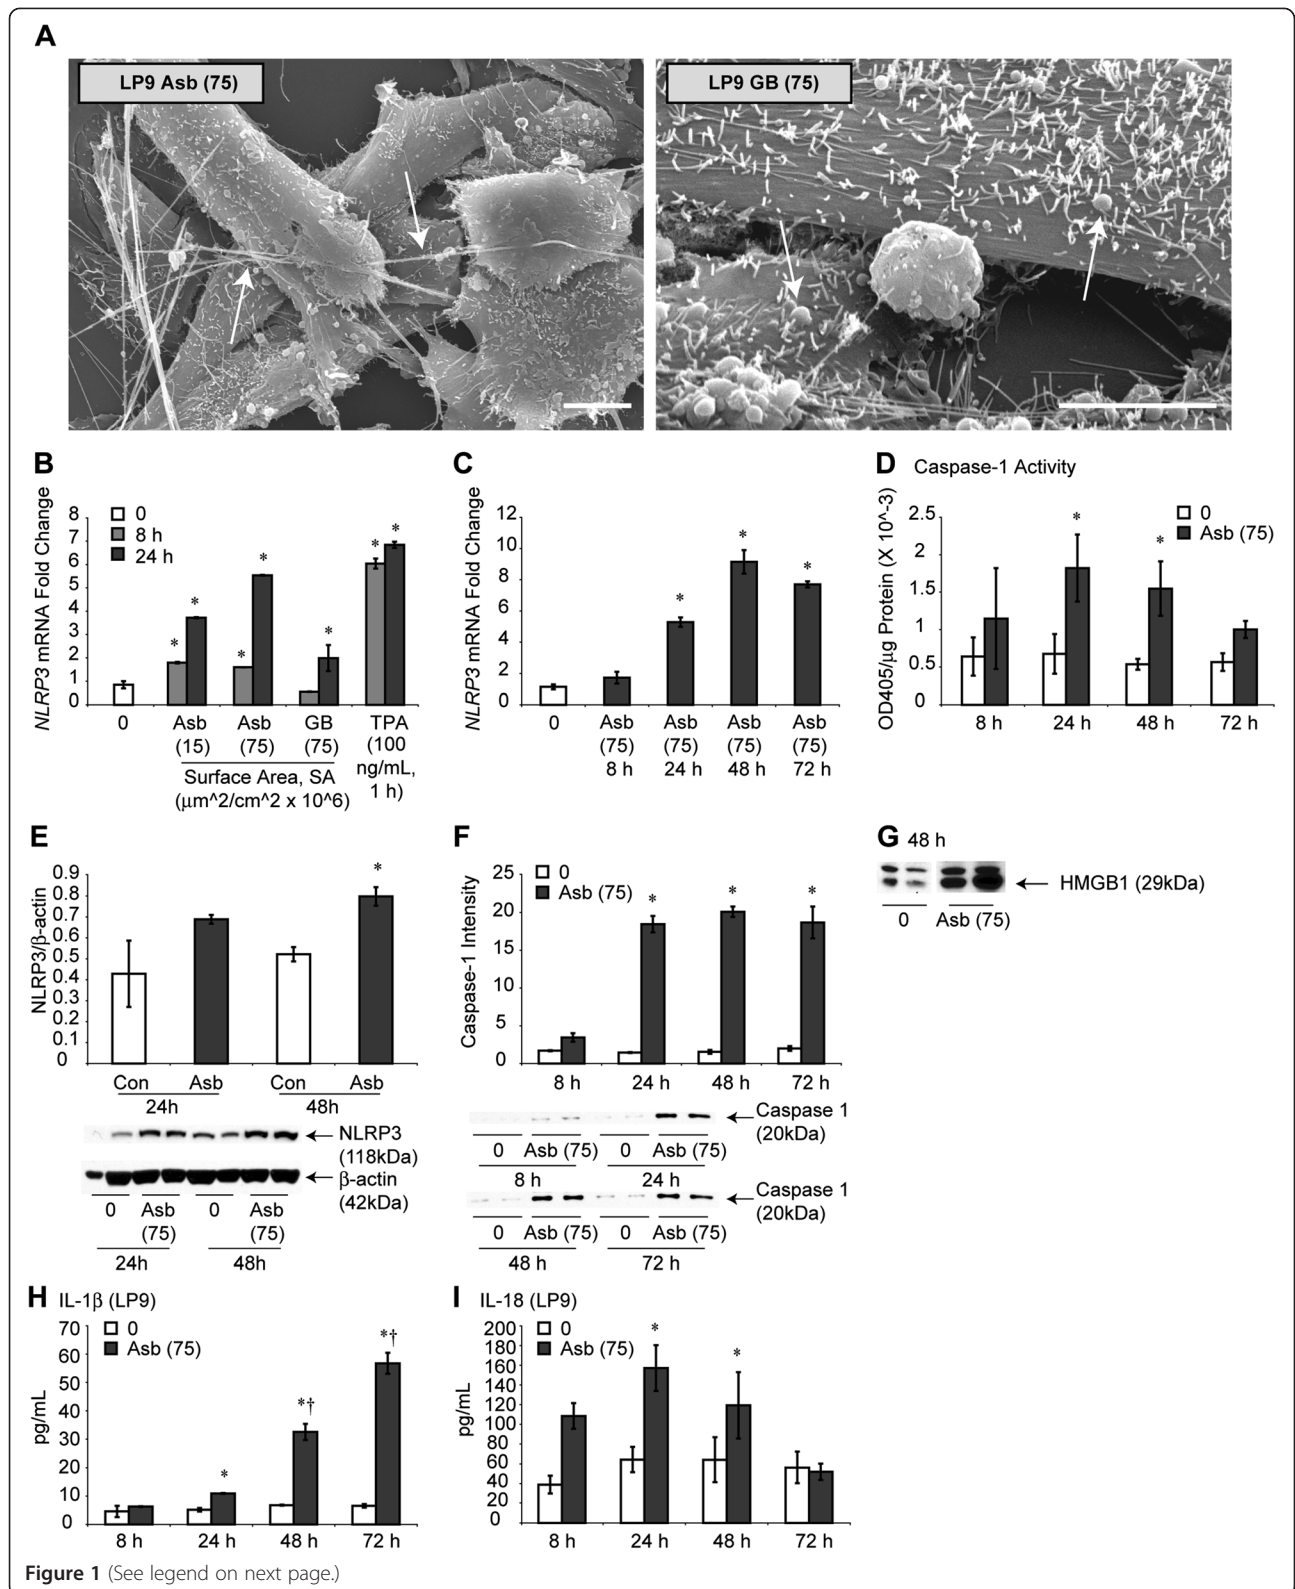 A
LP9 Asb (75)
LP9 GB (75)
B
NLRP3 mRNA Fold Change
8
7
6
5
4
3
2
1
0
0
8 h
24 h
* * * * * * *
0 Asb Asb GB TPA
(15) (75) (75) (100
ng/mL,
1 h)
Surface Area, SA
(µm^2/cm^2 x 10^6)
C
NLRP3 mRNA Fold Change
12
10
8
6
4
2
0
* * *
0 Asb Asb Asb Asb
(75) (75) (75) (75)
8 h 24 h 48 h 72 h
D Caspase-1 Activity
OD405/µg Protein (X 10^-3)
2.5
2
1.5
1
0.5
0
0
Asb (75)
* *
8 h 24 h 48 h 72 h
E
NLRP3/β-actin
0.9
0.8
0.7
0.6
0.5
0.4
0.3
0.2
0.1
0
*
Con Asb Con Asb
24h 48h
NLRP3
(118kDa)
β-actin
(42kDa)
0 Asb 0 Asb
(75) (75)
24h 48h
F
Caspase-1 Intensity
25
20
15
10
5
0
0
Asb (75)
* * *
8 h 24 h 48 h 72 h
Caspase 1
(20kDa)
0 Asb (75) 0 Asb (75)
8 h 24 h
Caspase 1
(20kDa)
0 Asb (75) 0 Asb (75)
48 h 72 h
G 48 h
HMGB1 (29kDa)
0 Asb (75)
H IL-1β (LP9)
pg/mL
70
60
50
40
30
20
10
0
0
Asb (75)
* *† *†
8 h 24 h 48 h 72 h
I IL-18 (LP9)
pg/mL
200
180
160
140
120
100
80
60
40
20
0
0
Asb (75)
* *
8 h 24 h 48 h 72 h
Figure 1 (See legend on next page.)